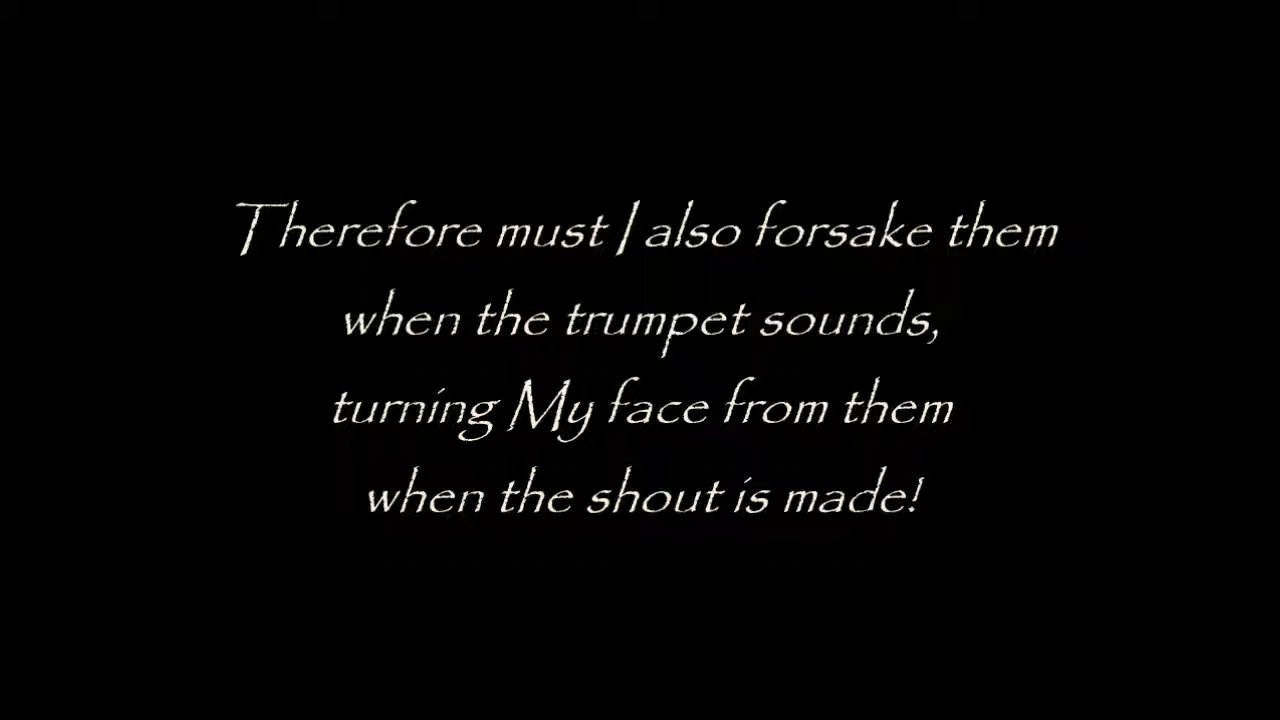 Therefore must I also forsake them
when the trumpet sounds,
turning My face from them
when the shout is made!